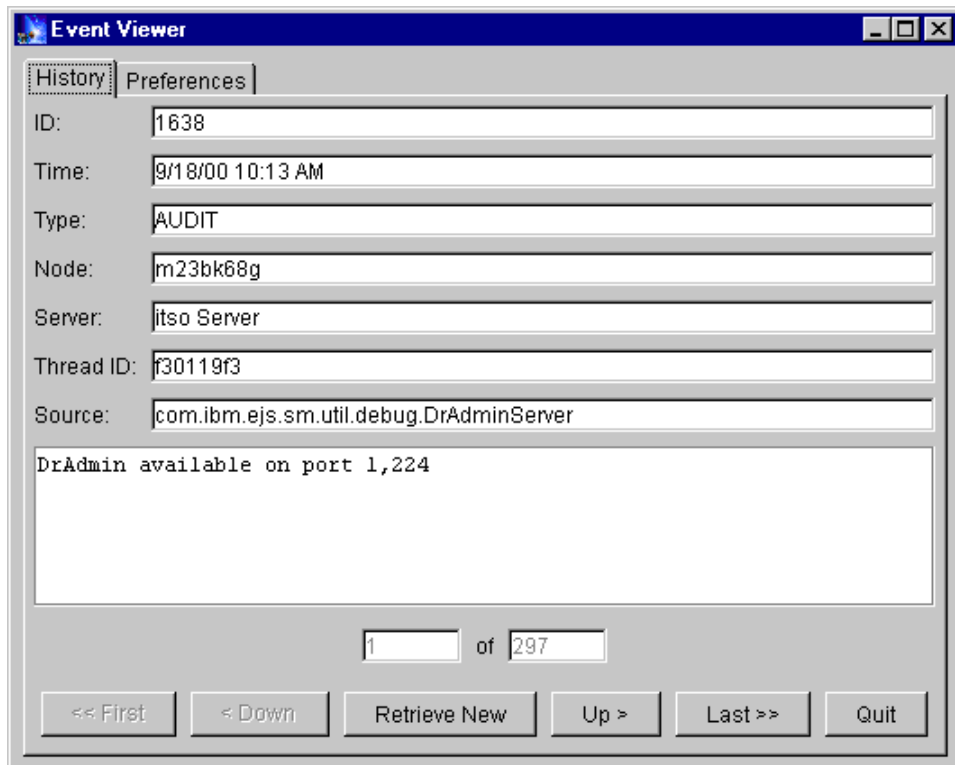 Event Viewer
History Preferences
ID: 1638
Time: 9/18/00 10:13 AM
Type: AUDIT
Node: m23bk68g
Server: itso Server
Thread ID: f30119f3
Source: com.ibm.ejs.sm.util.debug.DrAdminServer
DrAdmin available on port 1,224
1 of 297
<< First < Down Retrieve New Up > Last >> Quit